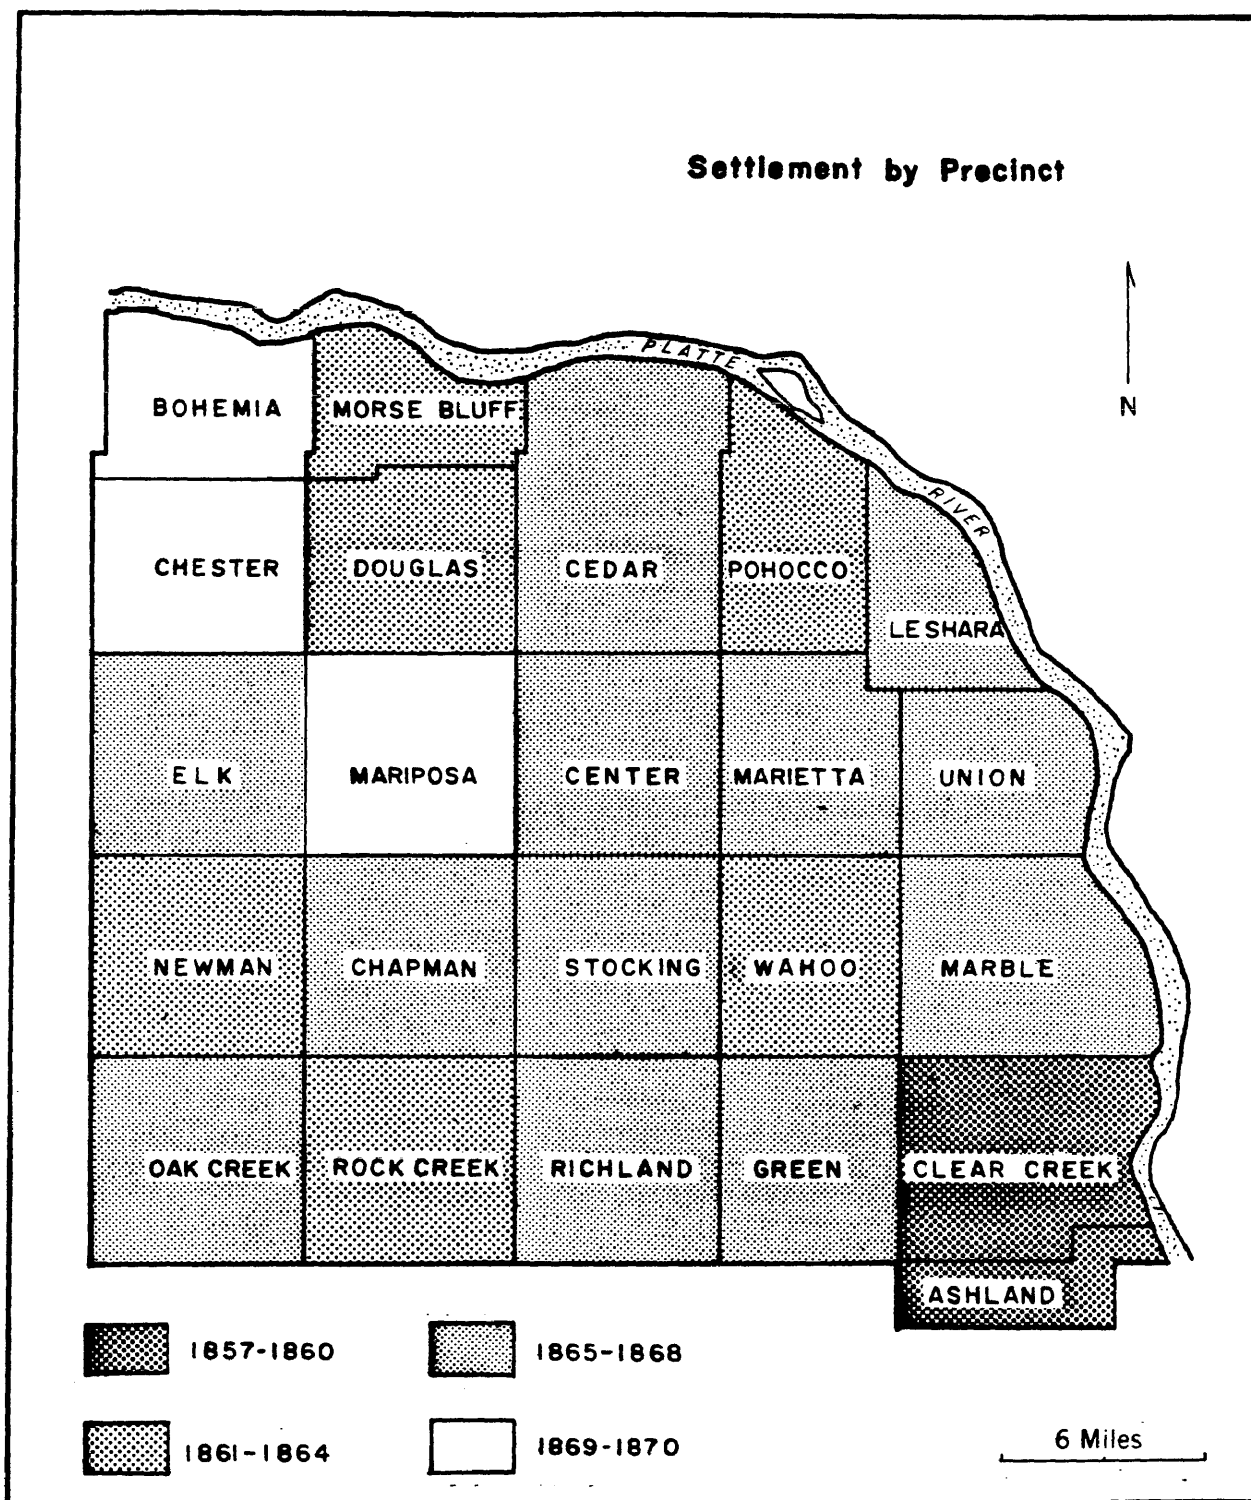 Settlement by Precinct
N
PLATTE RIVER
BOHEMIA
MORSE BLUFF
CHESTER
DOUGLAS
CEDAR
POHOCCO
LESHARA
ELK
MARIPOSA
CENTER
MARIETTA
UNION
NEWMAN
CHAPMAN
STOCKING
WAHOO
MARBLE
OAK CREEK
ROCK CREEK
RICHLAND
GREEN
CLEAR CREEK
ASHLAND
1857-1860
1865-1868
1861-1864
1869-1870
6 Miles